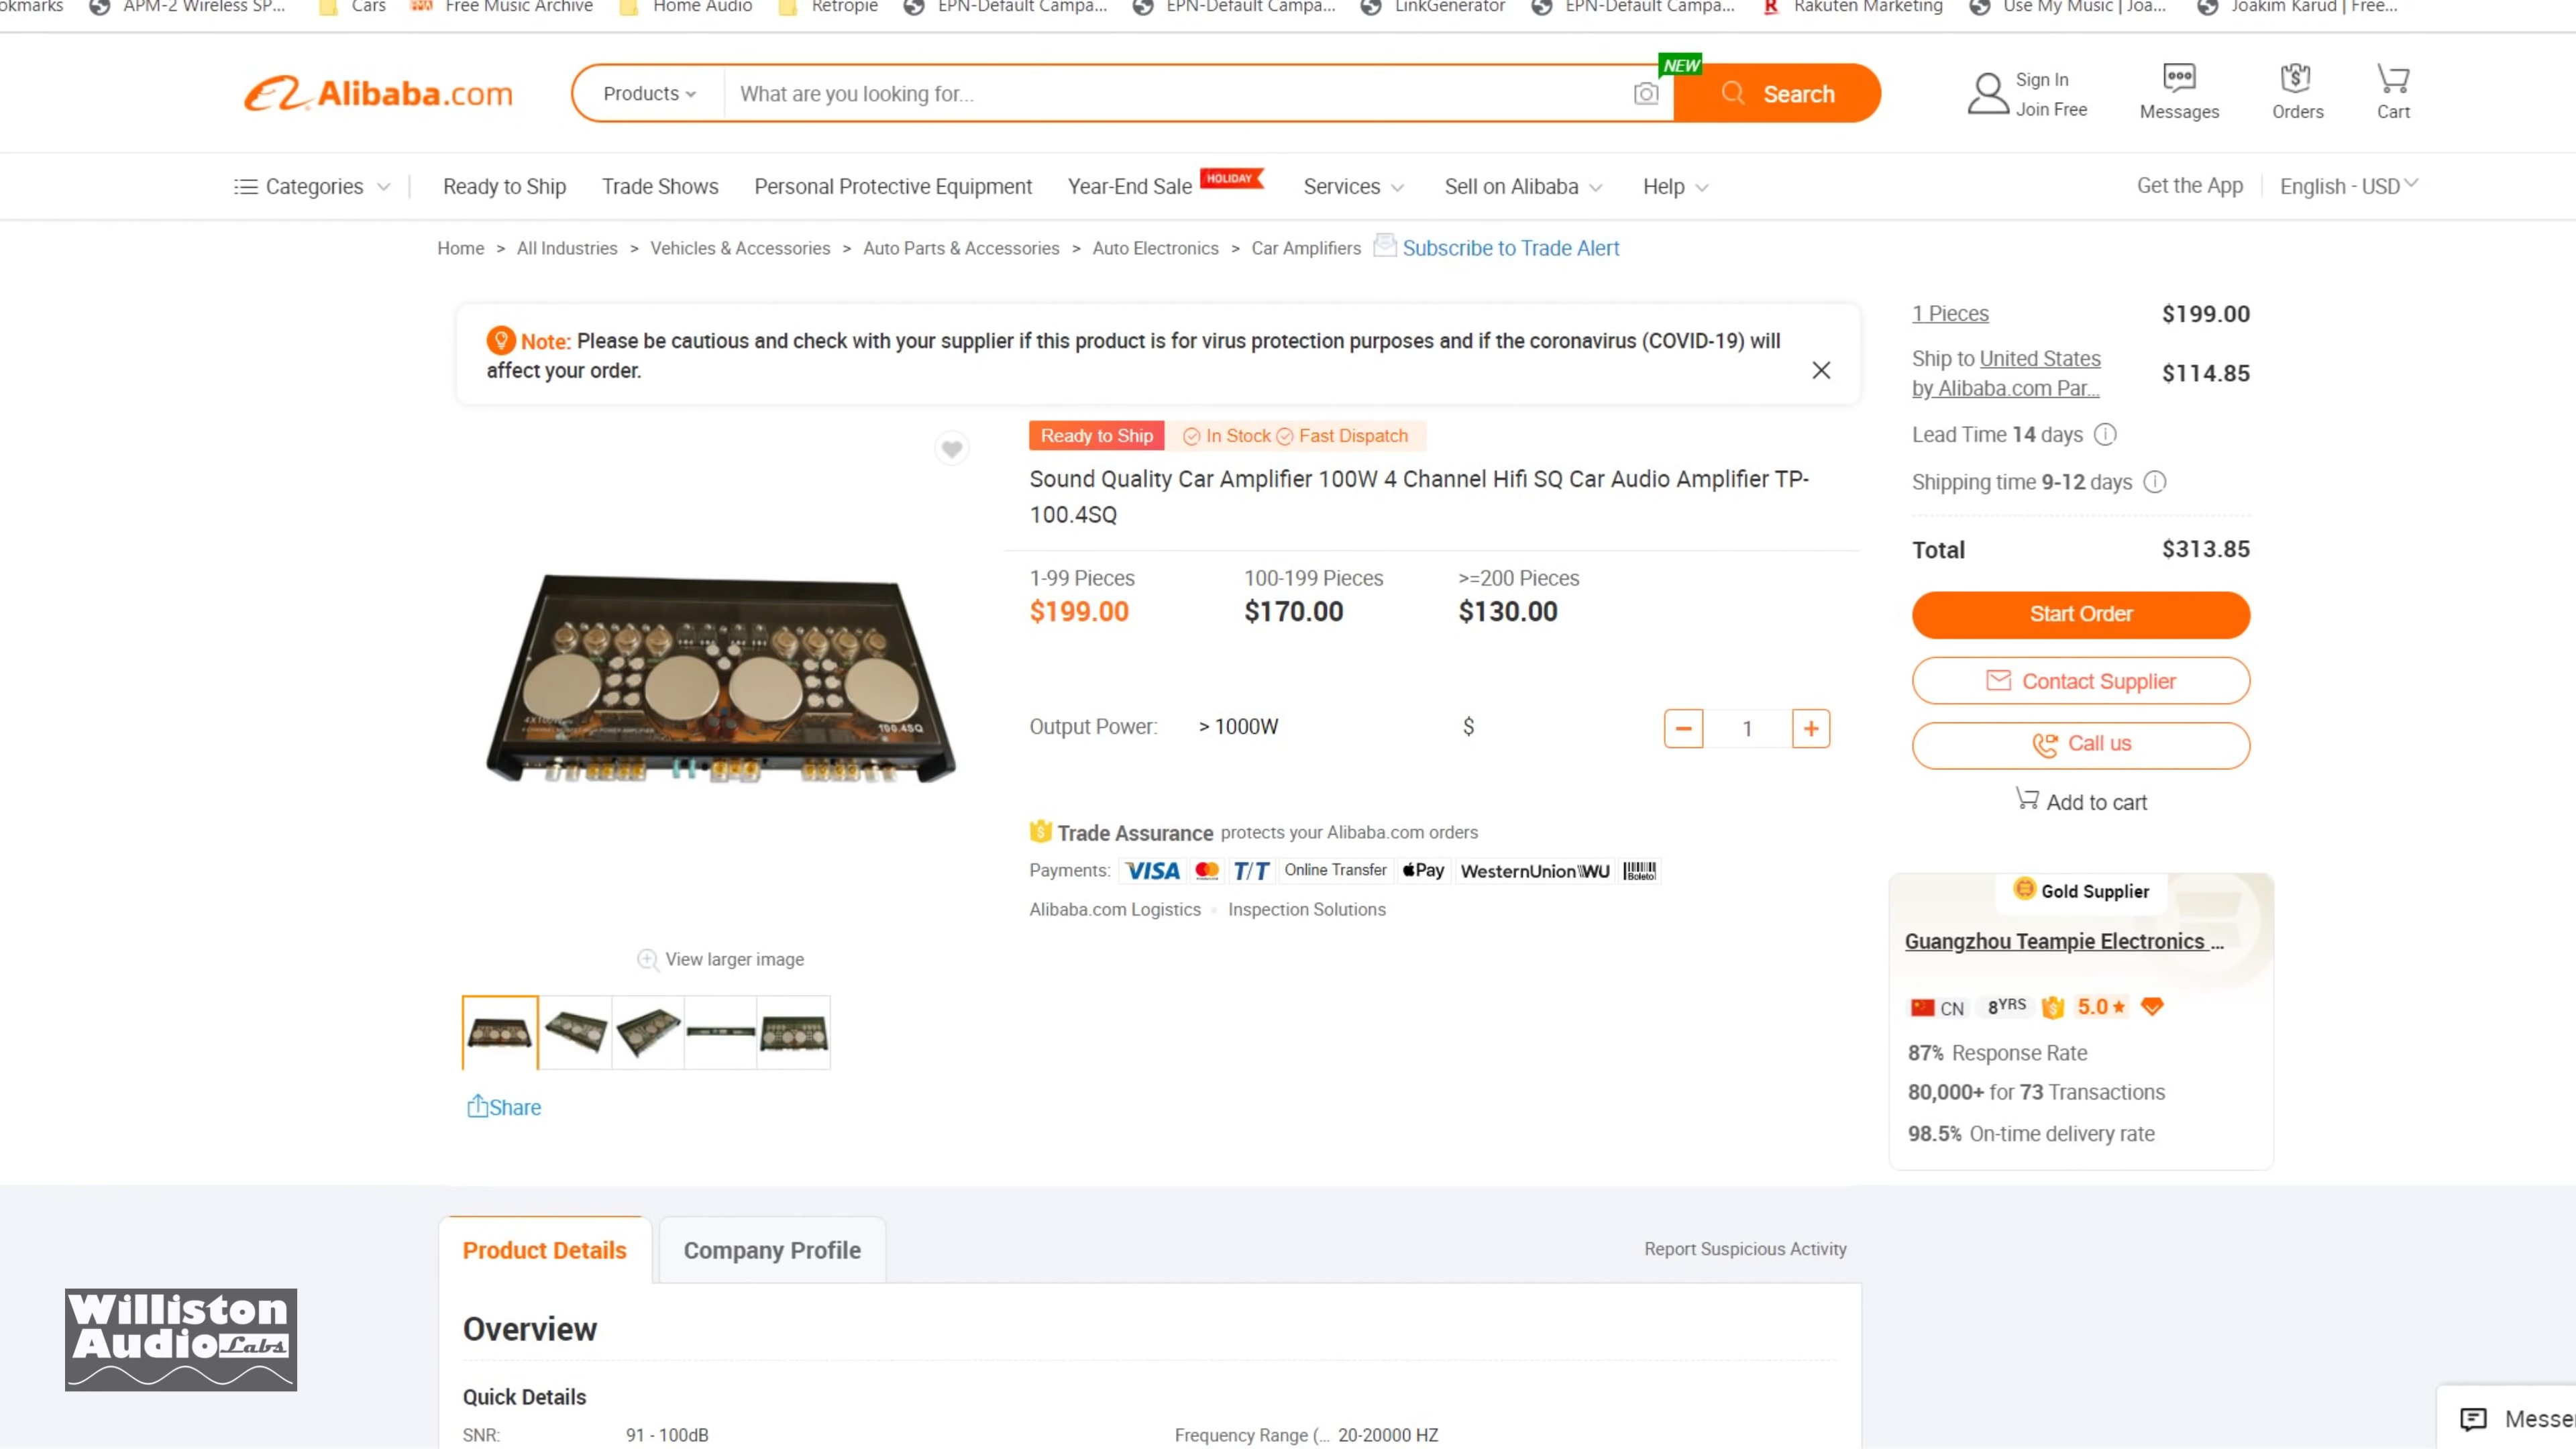 okmarks APM-2 Wireless SP... Cars Free Music Archive Home Audio Retropie EPN-Default Campa... EPN-Default Campa... LinkGenerator EPN-Default Campa... Rakuten Marketing Use My Music | Joa... Joakim Karud | Free...
Alibaba.com
Products
What are you looking for...
NEW
Search
Sign In
Join Free
Messages
Orders
Cart
Categories Ready to Ship Trade Shows Personal Protective Equipment Year-End Sale HOLIDAY Services Sell on Alibaba Help Get the App English - USD
Home > All Industries > Vehicles & Accessories > Auto Parts & Accessories > Auto Electronics > Car Amplifiers Subscribe to Trade Alert
Note: Please be cautious and check with your supplier if this product is for virus protection purposes and if the coronavirus (COVID-19) will
affect your order.
Ready to Ship In Stock Fast Dispatch
Sound Quality Car Amplifier 100W 4 Channel Hifi SQ Car Audio Amplifier TP-
100.4SQ
1-99 Pieces 100-199 Pieces >=200 Pieces
$199.00 $170.00 $130.00
100.4SQ
Output Power: > 1000W $ - 1 +
Trade Assurance protects your Alibaba.com orders
Payments: VISA T/T Online Transfer Pay WesternUnion WU Boleto
Alibaba.com Logistics Inspection Solutions
View larger image
Share
1 Pieces $199.00
Ship to United States
by Alibaba.com Par... $114.85
Lead Time 14 days
Shipping time 9-12 days
Total $313.85
Start Order
Contact Supplier
Call us
Add to cart
Gold Supplier
Guangzhou Teampie Electronics ...
CN 8YRS 5.0
87% Response Rate
80,000+ for 73 Transactions
98.5% On-time delivery rate
Product Details Company Profile Report Suspicious Activity
Overview
Quick Details
SNR: 91 - 100dB Frequency Range (... 20-20000 HZ
Williston
Audio Labs
Messe